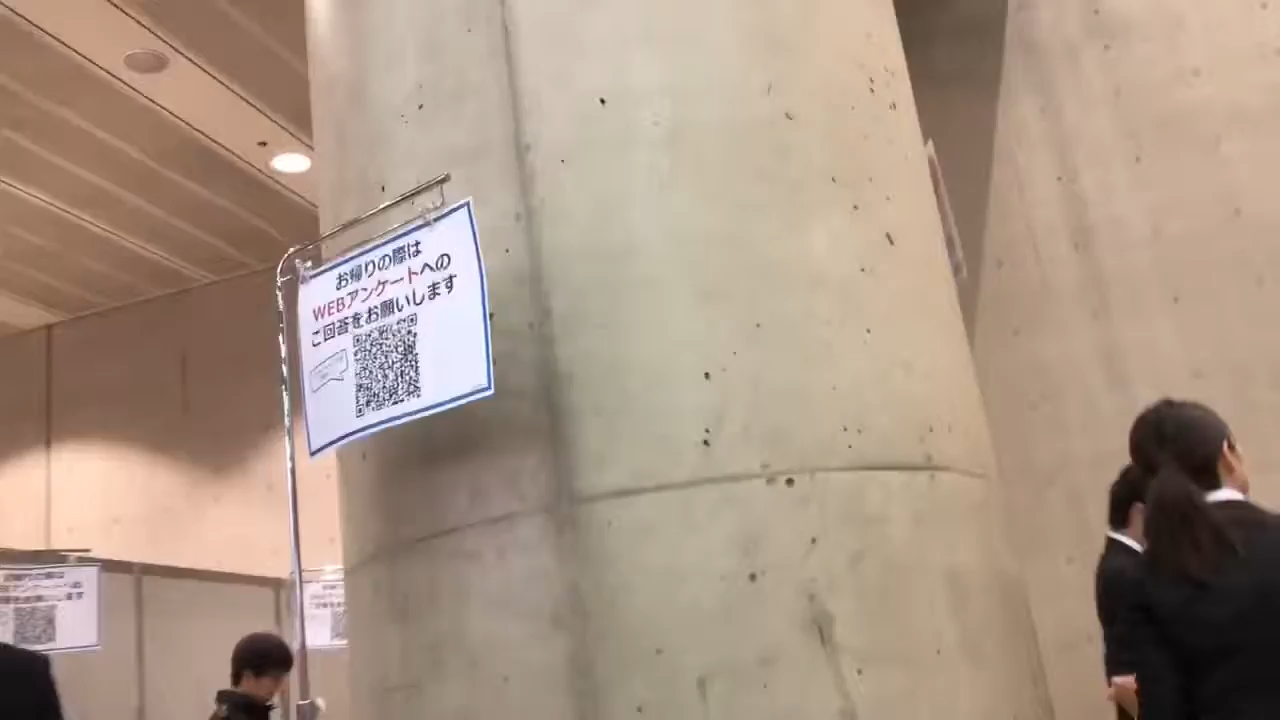 お帰りの際は
WEBアンケートへの
ご回答をお願いします